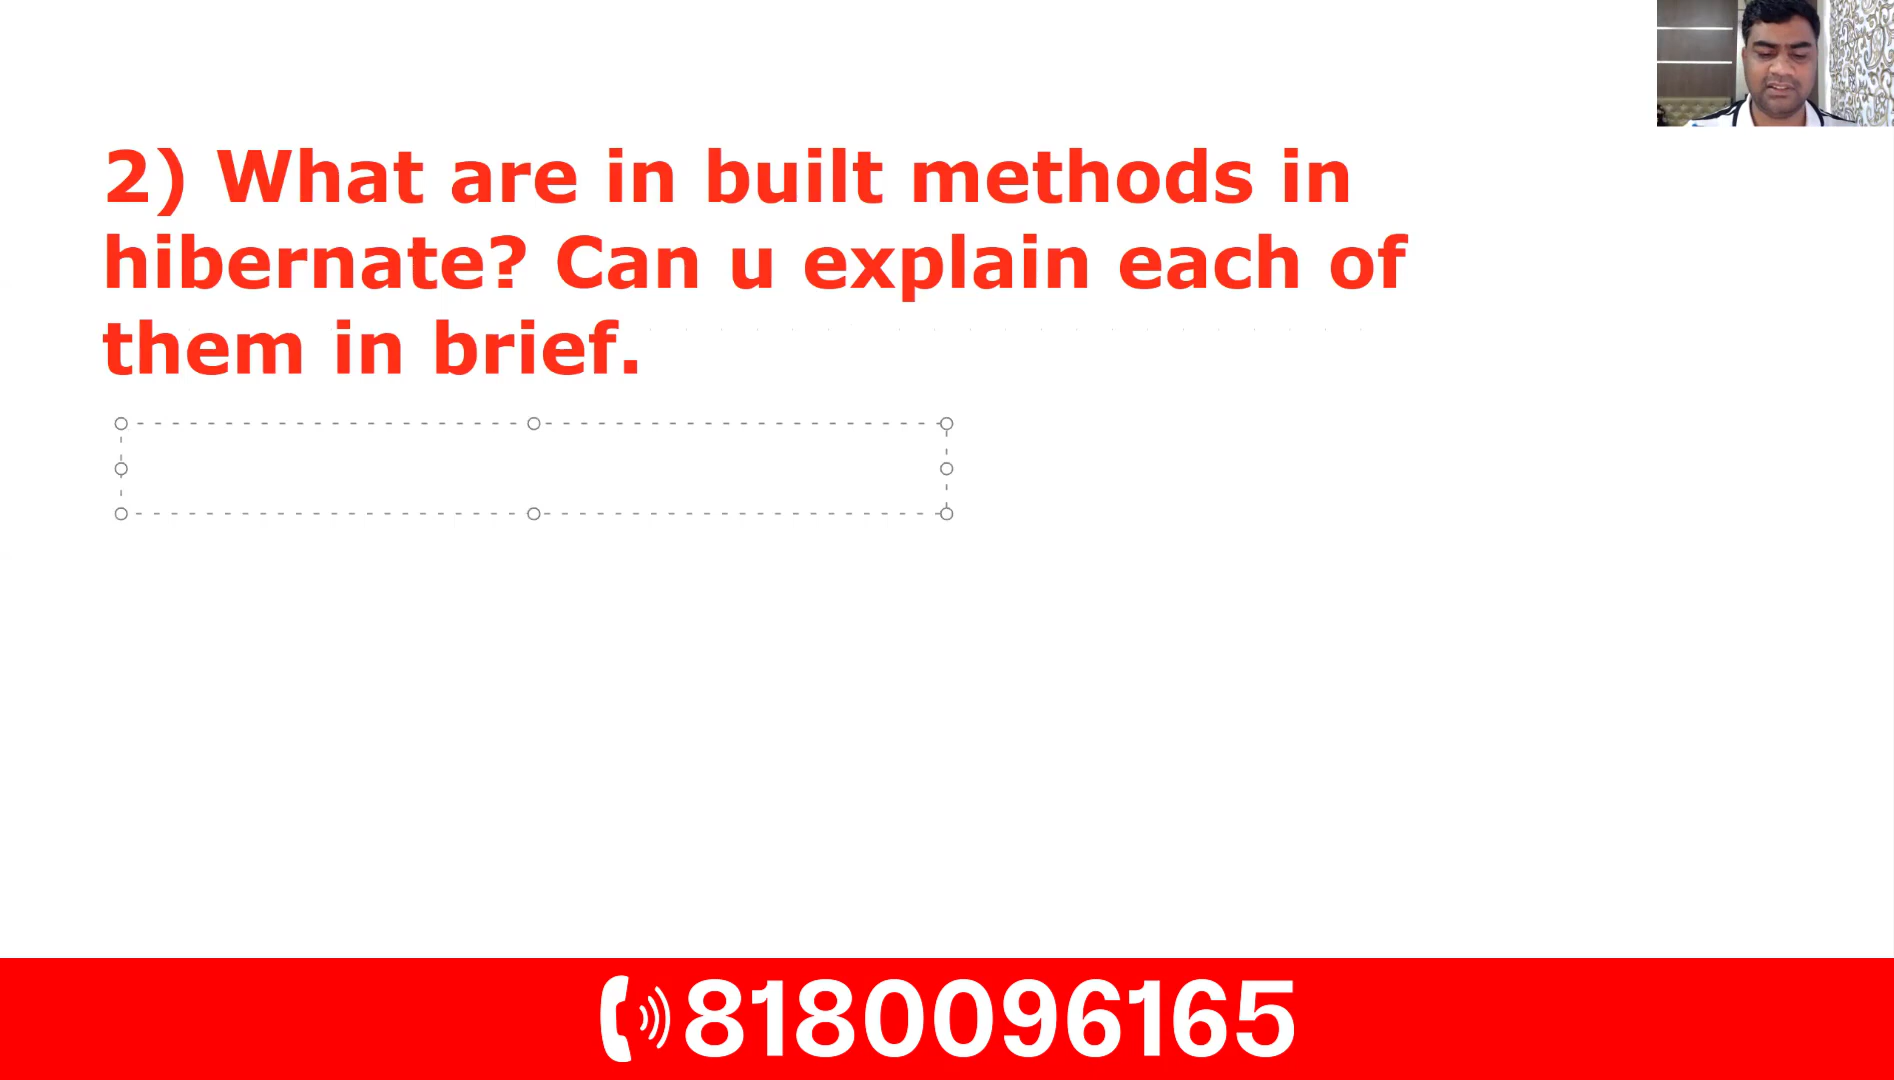 2) What are in built methods in
hibernate? Can u explain each of
them in brief.
8180096165